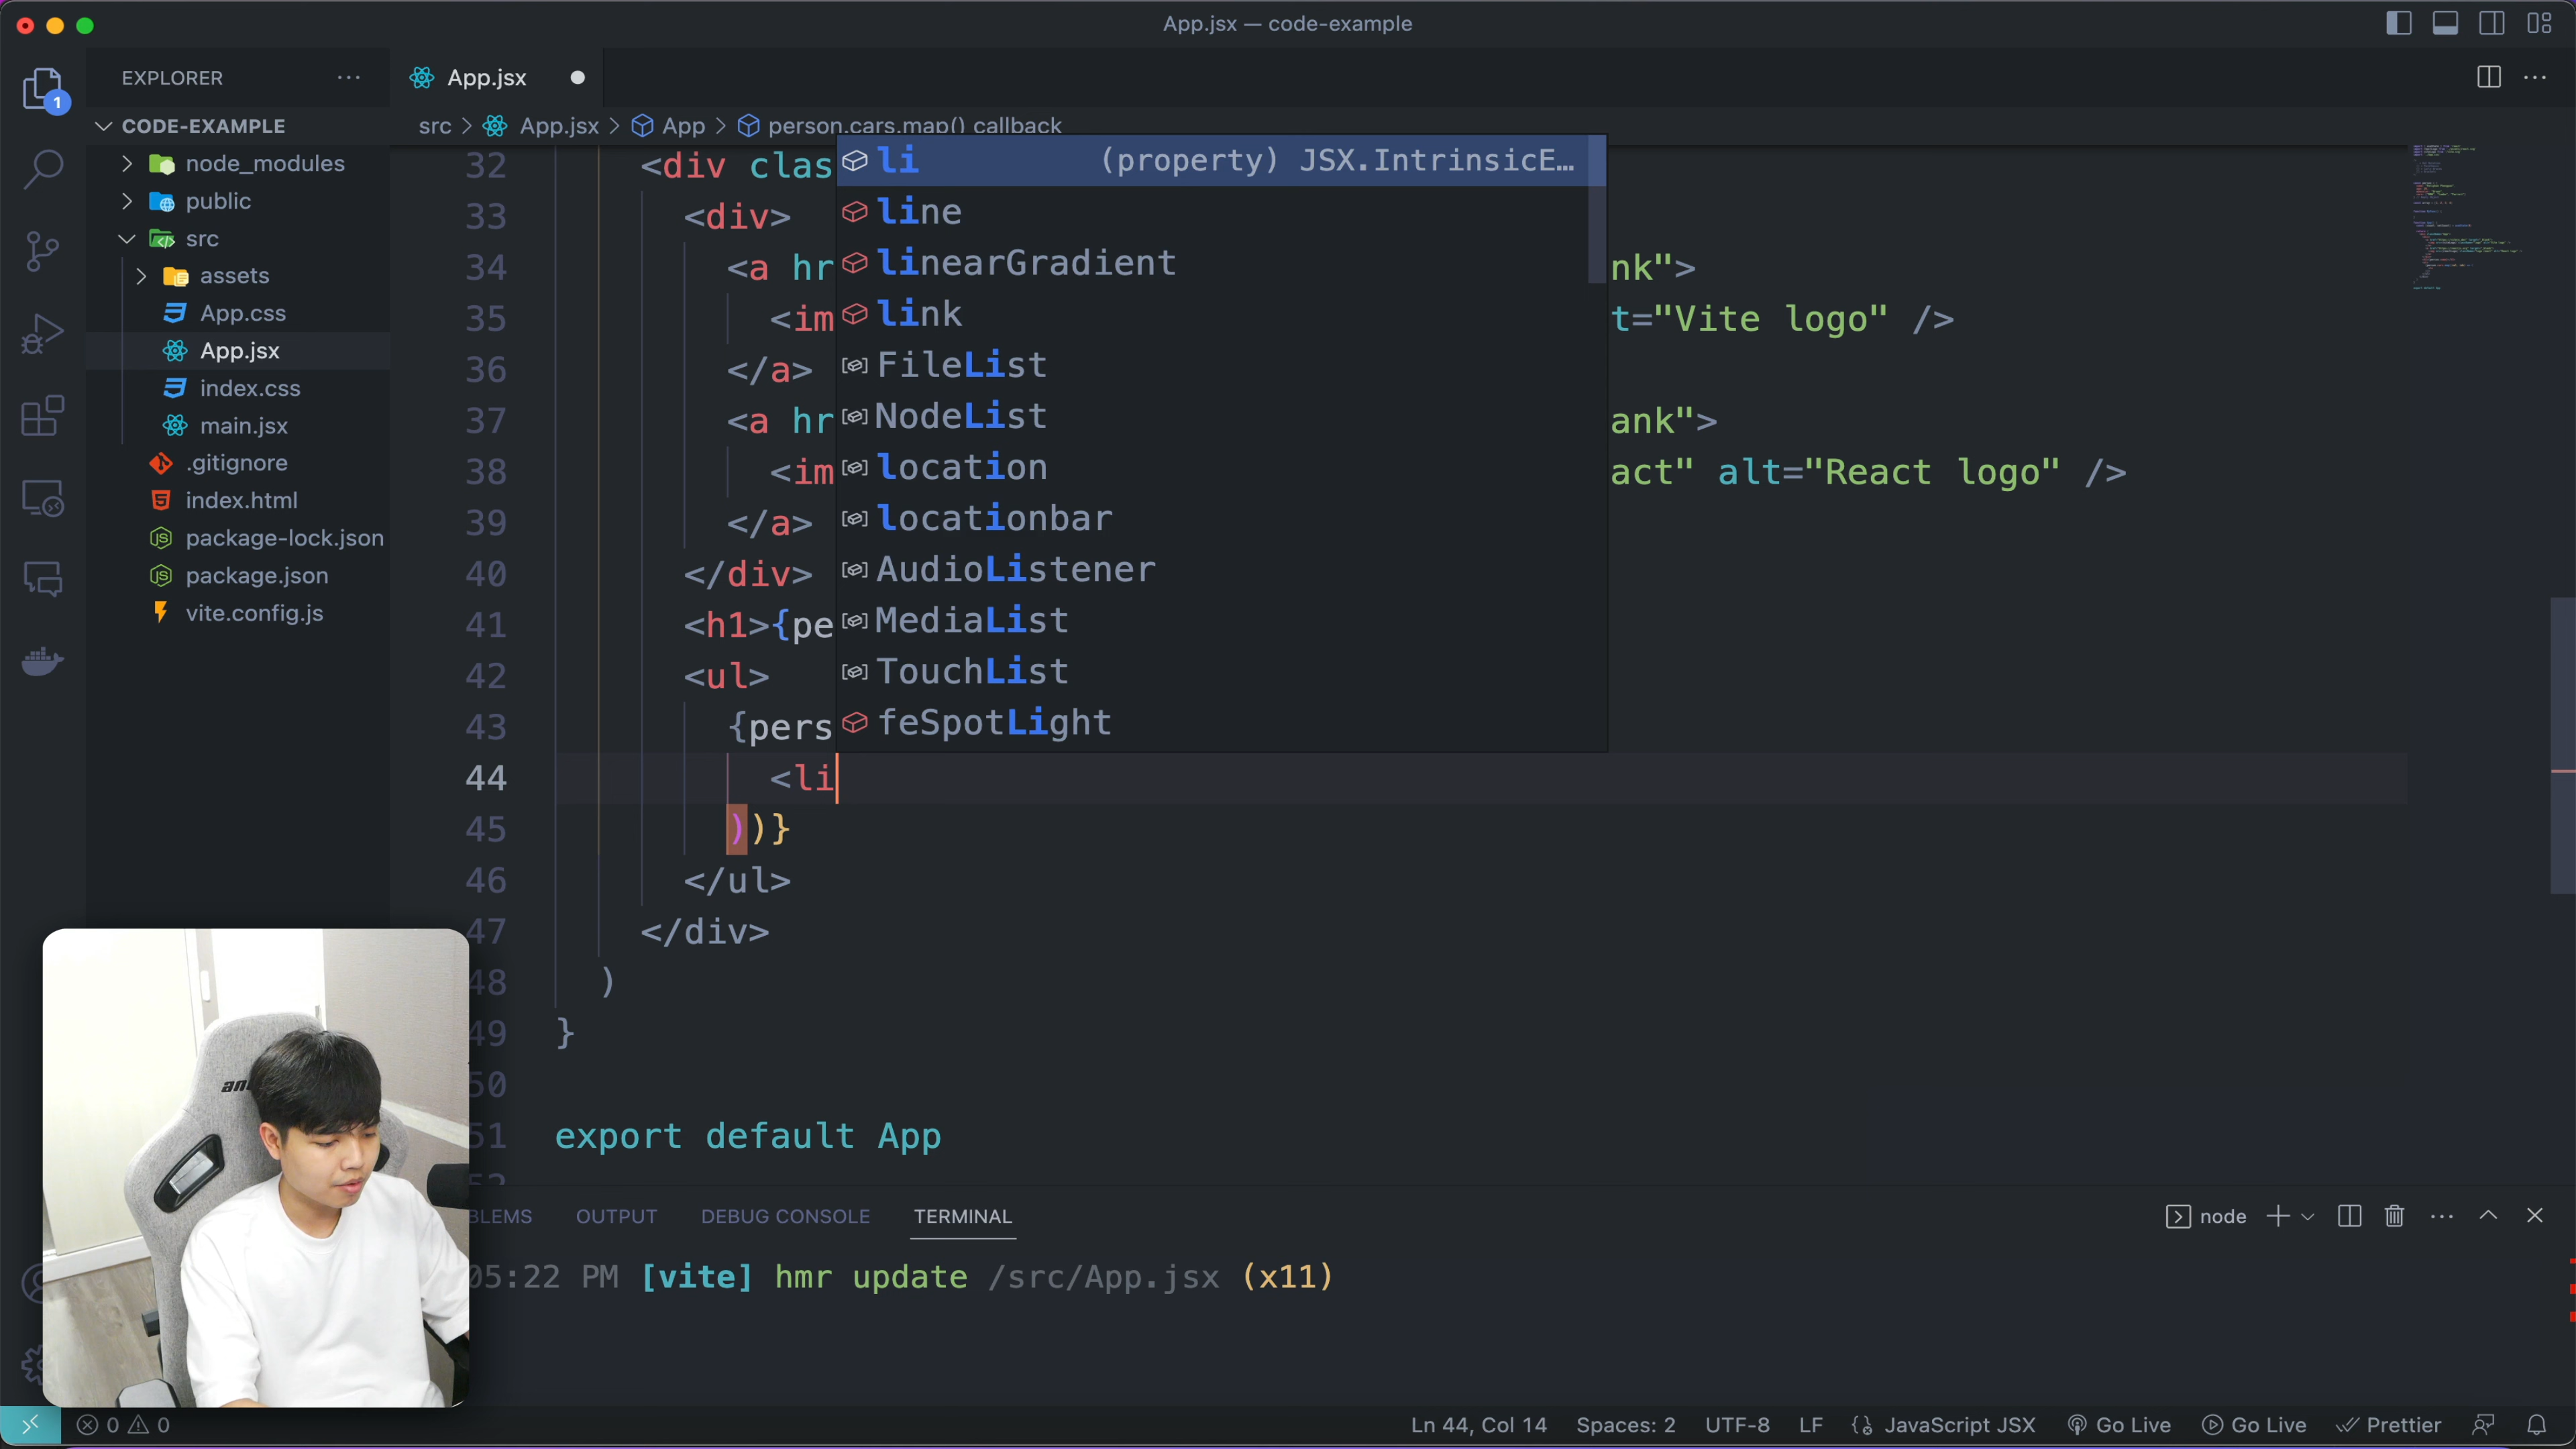 App.jsx — code-example
EXPLORER
App.jsx
1
CODE-EXAMPLE
src > App.jsx > App > person.cars.map() callback
node_modules
public
src
assets
App.css
App.jsx
index.css
main.jsx
.gitignore
index.html
package-lock.json
package.json
vite.config.js
32 <div clas
33 <div>
34 <a hr nk">
35 <im t="Vite logo" />
36 </a>
37 <a hr ank">
38 <im act" alt="React logo" />
39 </a>
40 </div>
41 <h1>{pe
42 <ul>
43 {pers
44 <li
45 ))}
46 </ul>
47 </div>
48 )
49 }
50
51 export default App
52
li (property) JSX.IntrinsicE…
line
linearGradient
link
FileList
NodeList
location
locationbar
AudioListener
MediaList
TouchList
feSpotLight
BLEMS OUTPUT DEBUG CONSOLE TERMINAL node
05:22 PM [vite] hmr update /src/App.jsx (x11)
0 0 Ln 44, Col 14 Spaces: 2 UTF-8 LF JavaScript JSX Go Live Go Live Prettier